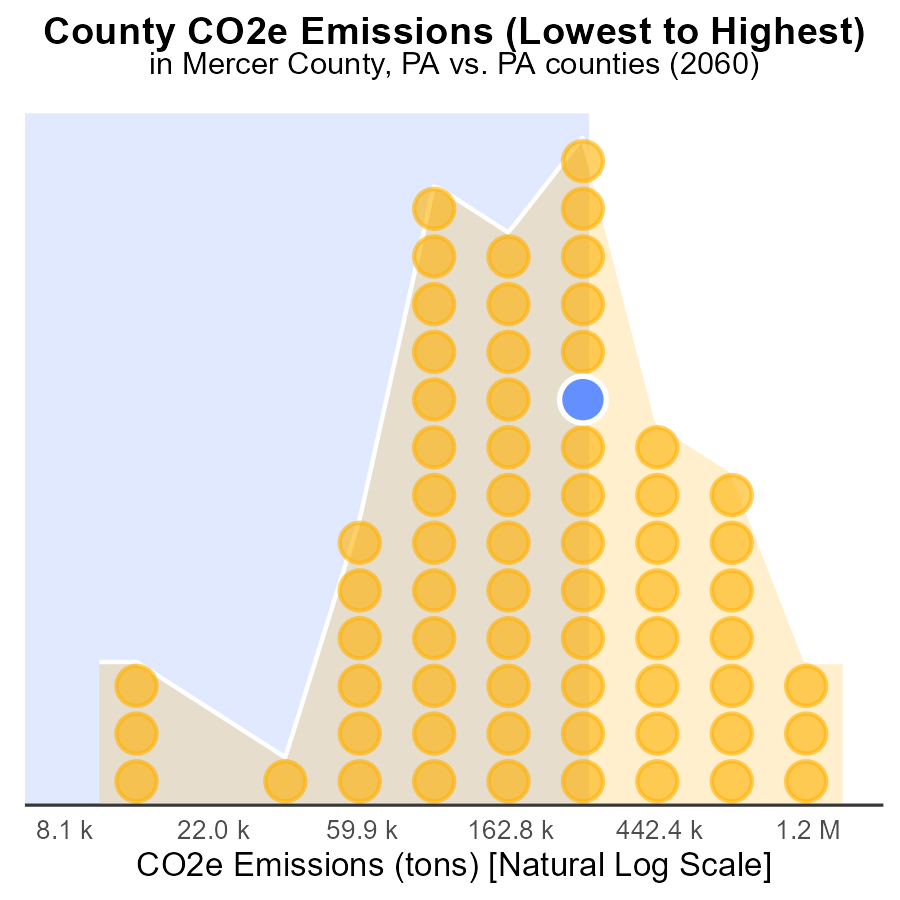 County CO2e Emissions (Lowest to Highest)
in Mercer County, PA vs. PA counties (2060)
8.1 k 22.0 k 59.9 k 162.8 k 442.4 k 1.2 M
CO2e Emissions (tons) [Natural Log Scale]